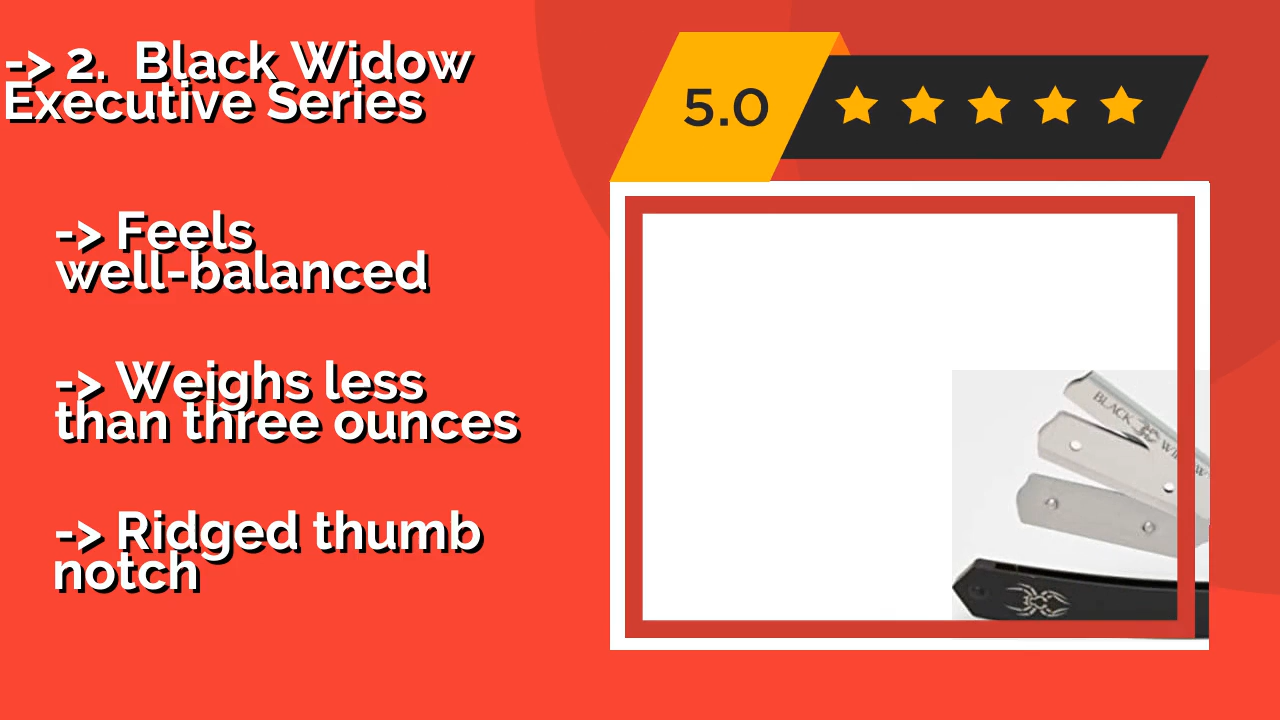 -> 2.  Black Widow
Executive Series
5.0
-> Feels
well-balanced
-> Weighs less
than three ounces
-> Ridged thumb
notch
BLACK WIDOW